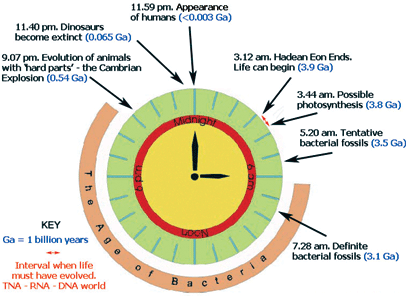 11.59 pm. Appearance
of humans (<0.003 Ga)
11.40 pm. Dinosaurs
become extinct (0.065 Ga)
9.07 pm. Evolution of animals
with 'hard parts' - the Cambrian
Explosion (0.54 Ga)
3.12 am. Hadean Eon Ends.
Life can begin (3.9 Ga)
3.44 am. Possible
photosynthesis (3.8 Ga)
5.20 am. Tentative
bacterial fossils (3.5 Ga)
7.28 am. Definite
bacterial fossils (3.1 Ga)
Midnight
6 a.m
Noon
6 p.m
The Age of Bacteria
KEY
Ga = 1 billion years
Interval when life
must have evolved.
TNA - RNA - DNA world